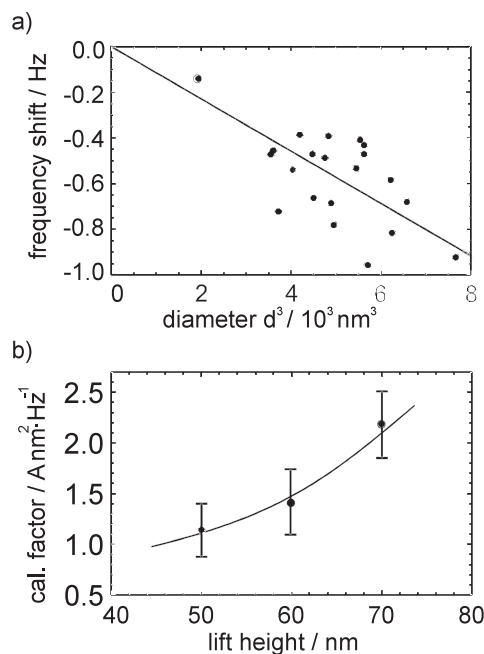 a)
0.0
-0.2
-0.4
-0.6
-0.8
-1.0
frequency shift / Hz
0 2 4 6 8
diameter d³ / 10³ nm³
b)
2.5
2.0
1.5
1.0
0.5
cal. factor / A nm²·Hz⁻¹
40 50 60 70 80
lift height / nm